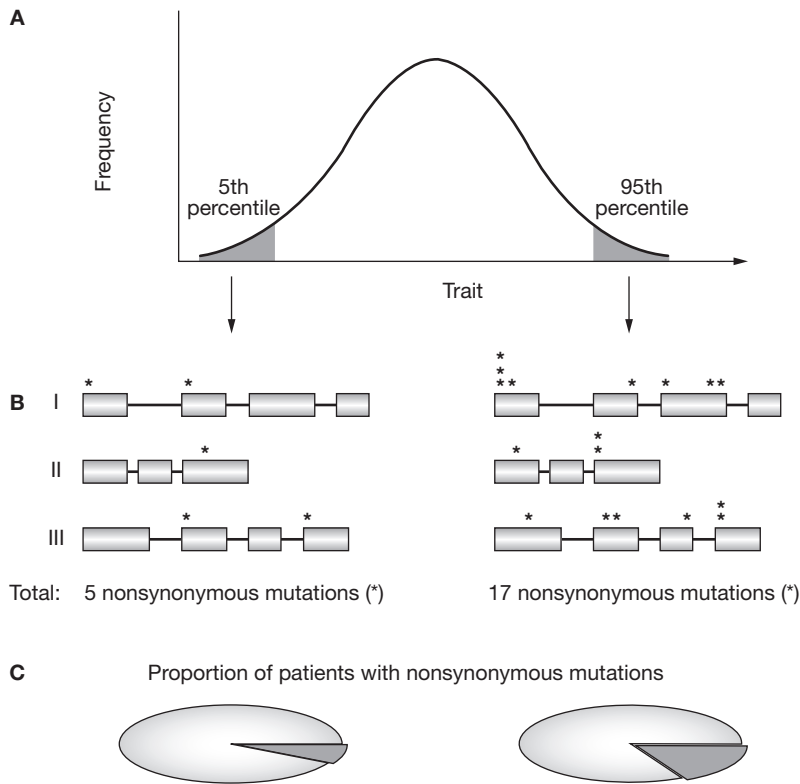 A
Frequency
5th
percentile
95th
percentile
Trait
B
I
* *
* * * * * * * *
II
*
* * *
III
* *
* * * * * *
Total: 5 nonsynonymous mutations (*)
17 nonsynonymous mutations (*)
C
Proportion of patients with nonsynonymous mutations